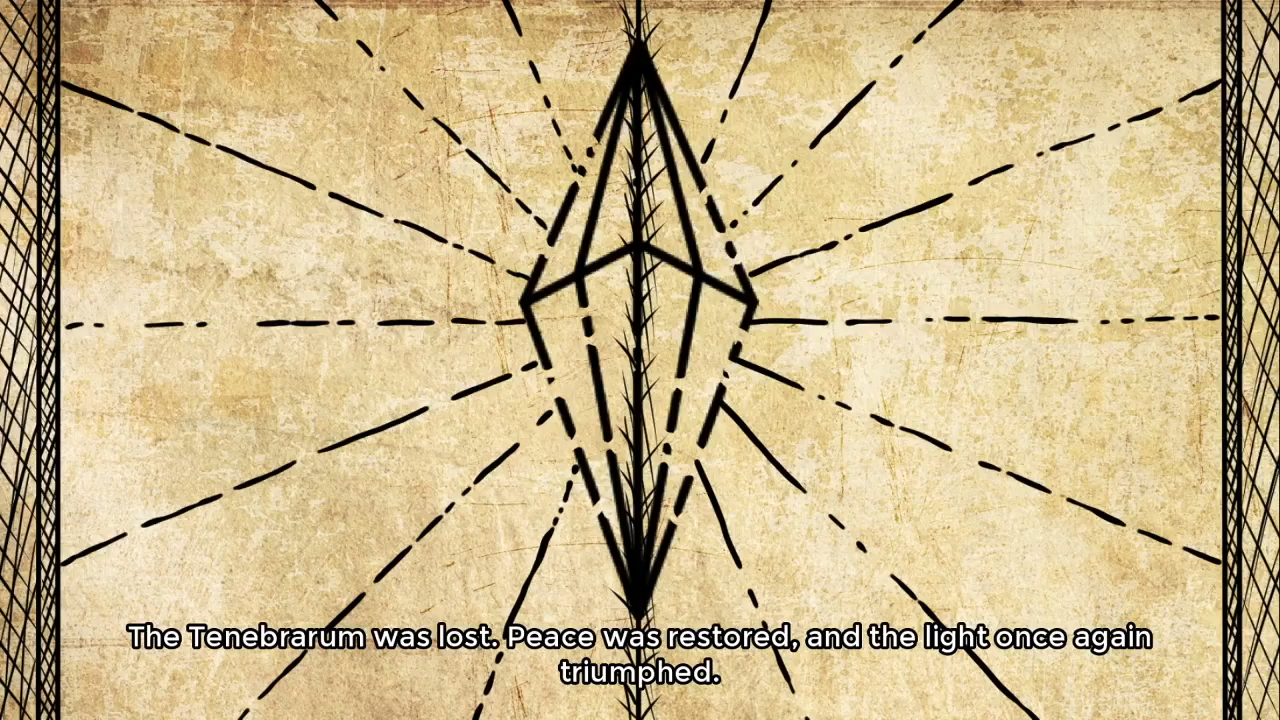 The Tenebrarum was lost. Peace was restored, and the light once again
triumphed.